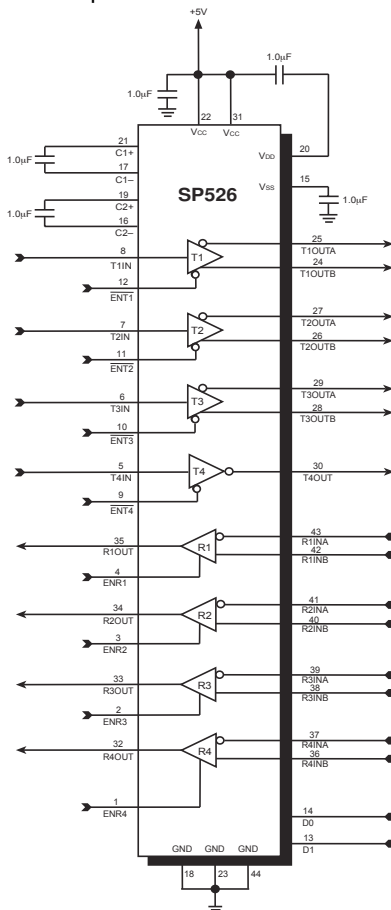 +5V
1.0µF
1.0µF
22 31
VCC VCC
21
C1+
1.0µF
17
C1–
19
C2+
1.0µF
16
C2–
SP526
20
VDD
15
VSS
1.0µF
8
T1IN
12
ENT1
T1
25
T1OUTA
24
T1OUTB
7
T2IN
11
ENT2
T2
27
T2OUTA
26
T2OUTB
6
T3IN
10
ENT3
T3
29
T3OUTA
28
T3OUTB
5
T4IN
9
ENT4
T4
30
T4OUT
35
R1OUT
4
ENR1
R1
43
R1INA
42
R1INB
34
R2OUT
3
ENR2
R2
41
R2INA
40
R2INB
33
R3OUT
2
ENR3
R3
39
R3INA
38
R3INB
32
R4OUT
1
ENR4
R4
37
R4INA
36
R4INB
14
D0
13
D1
GND GND GND
18 23 44